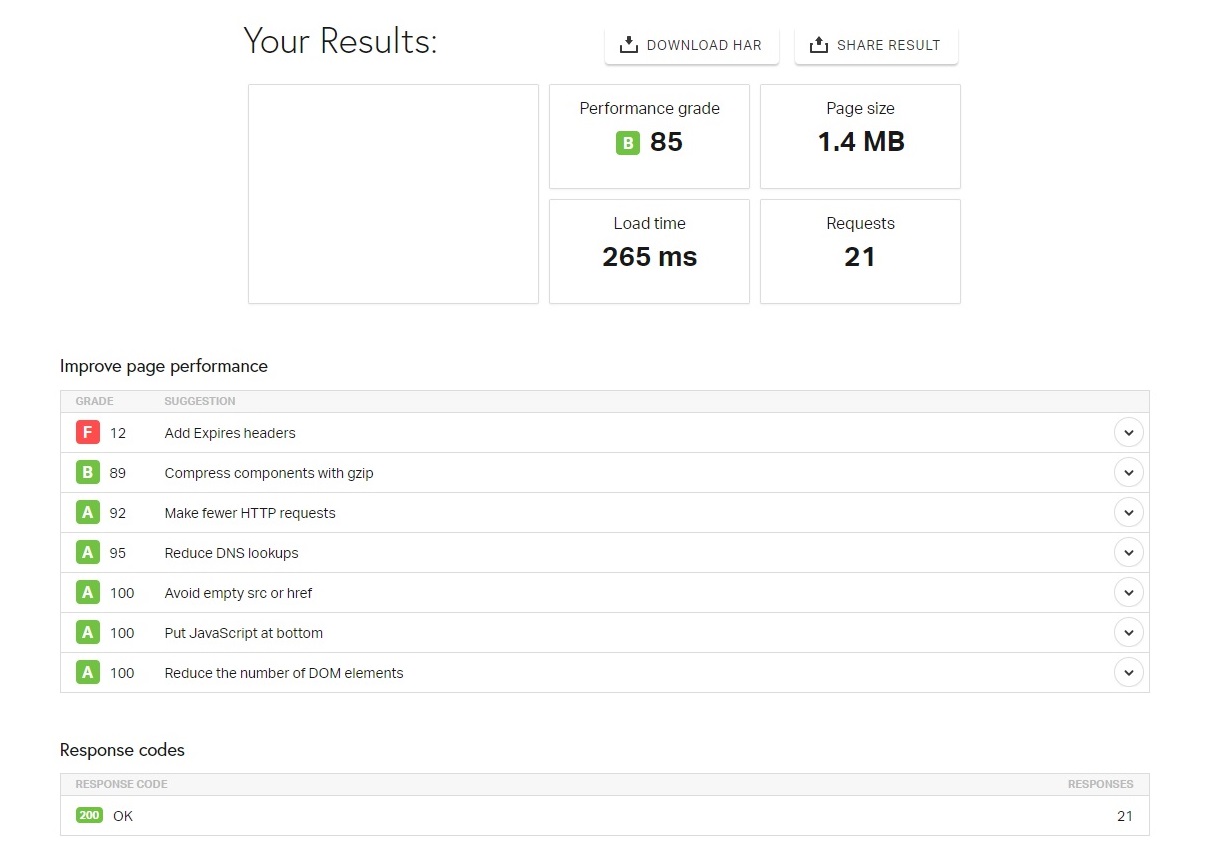 Your Results:
DOWNLOAD HAR
SHARE RESULT
Performance grade
B 85
Page size
1.4 MB
Load time
265 ms
Requests
21
Improve page performance
GRADE SUGGESTION
F 12 Add Expires headers
B 89 Compress components with gzip
A 92 Make fewer HTTP requests
A 95 Reduce DNS lookups
A 100 Avoid empty src or href
A 100 Put JavaScript at bottom
A 100 Reduce the number of DOM elements
Response codes
RESPONSE CODE RESPONSES
200 OK 21